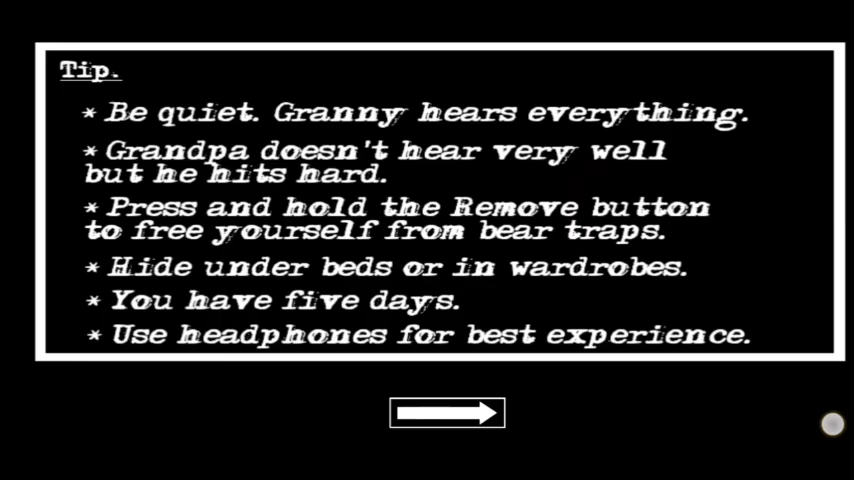 Tip.
* Be quiet. Granny hears everything.
* Grandpa doesn't hear very well
but he hits hard.
* Press and hold the Remove button
to free yourself from bear traps.
* Hide under beds or in wardrobes.
* You have five days.
* Use headphones for best experience.